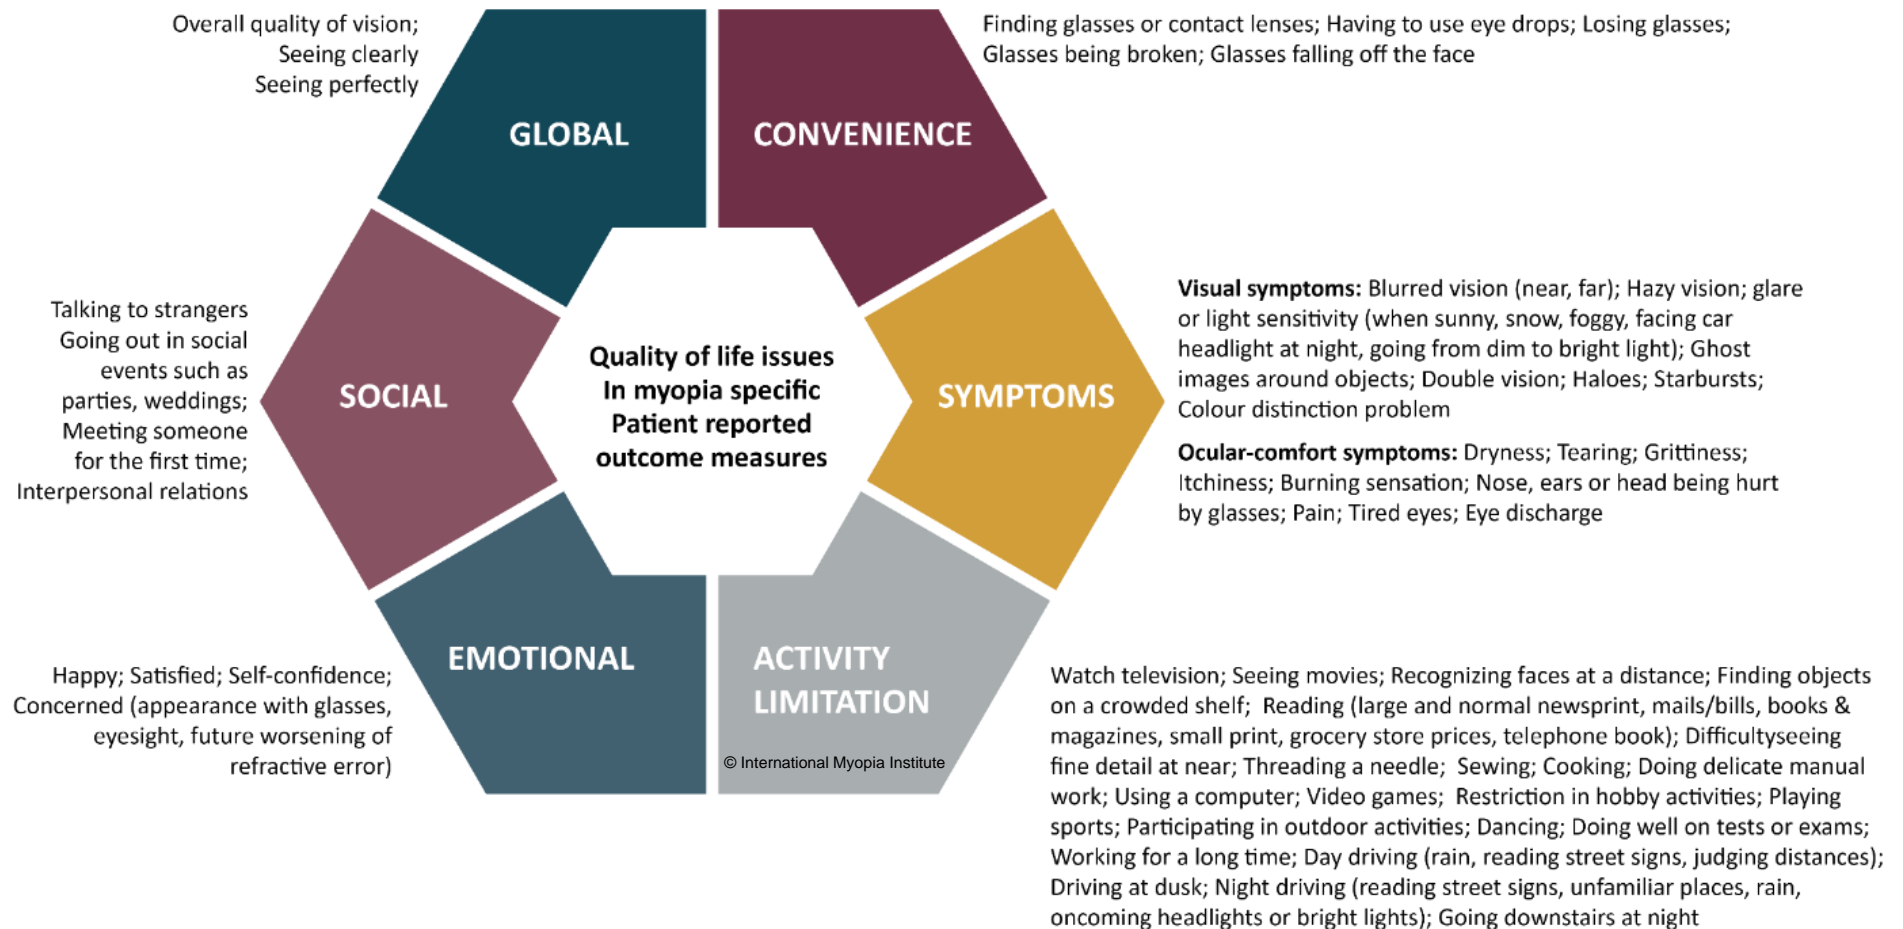 Overall quality of vision;
Seeing clearly
Seeing perfectly
GLOBAL
CONVENIENCE
Finding glasses or contact lenses; Having to use eye drops; Losing glasses;
Glasses being broken; Glasses falling off the face
Talking to strangers
Going out in social
events such as
parties, weddings;
Meeting someone
for the first time;
Interpersonal relations
SOCIAL
Quality of life issues
In myopia specific
Patient reported
outcome measures
SYMPTOMS
Visual symptoms: Blurred vision (near, far); Hazy vision; glare
or light sensitivity (when sunny, snow, foggy, facing car
headlight at night, going from dim to bright light); Ghost
images around objects; Double vision; Haloes; Starbursts;
Colour distinction problem
Ocular-comfort symptoms: Dryness; Tearing; Grittiness;
Itchiness; Burning sensation; Nose, ears or head being hurt
by glasses; Pain; Tired eyes; Eye discharge
Happy; Satisfied; Self-confidence;
Concerned (appearance with glasses,
eyesight, future worsening of
refractive error)
EMOTIONAL
ACTIVITY
LIMITATION
© International Myopia Institute
Watch television; Seeing movies; Recognizing faces at a distance; Finding objects
on a crowded shelf;  Reading (large and normal newsprint, mails/bills, books &
magazines, small print, grocery store prices, telephone book); Difficultyseeing
fine detail at near; Threading a needle;  Sewing; Cooking; Doing delicate manual
work; Using a computer; Video games;  Restriction in hobby activities; Playing
sports; Participating in outdoor activities; Dancing; Doing well on tests or exams;
Working for a long time; Day driving (rain, reading street signs, judging distances);
Driving at dusk; Night driving (reading street signs, unfamiliar places, rain,
oncoming headlights or bright lights); Going downstairs at night